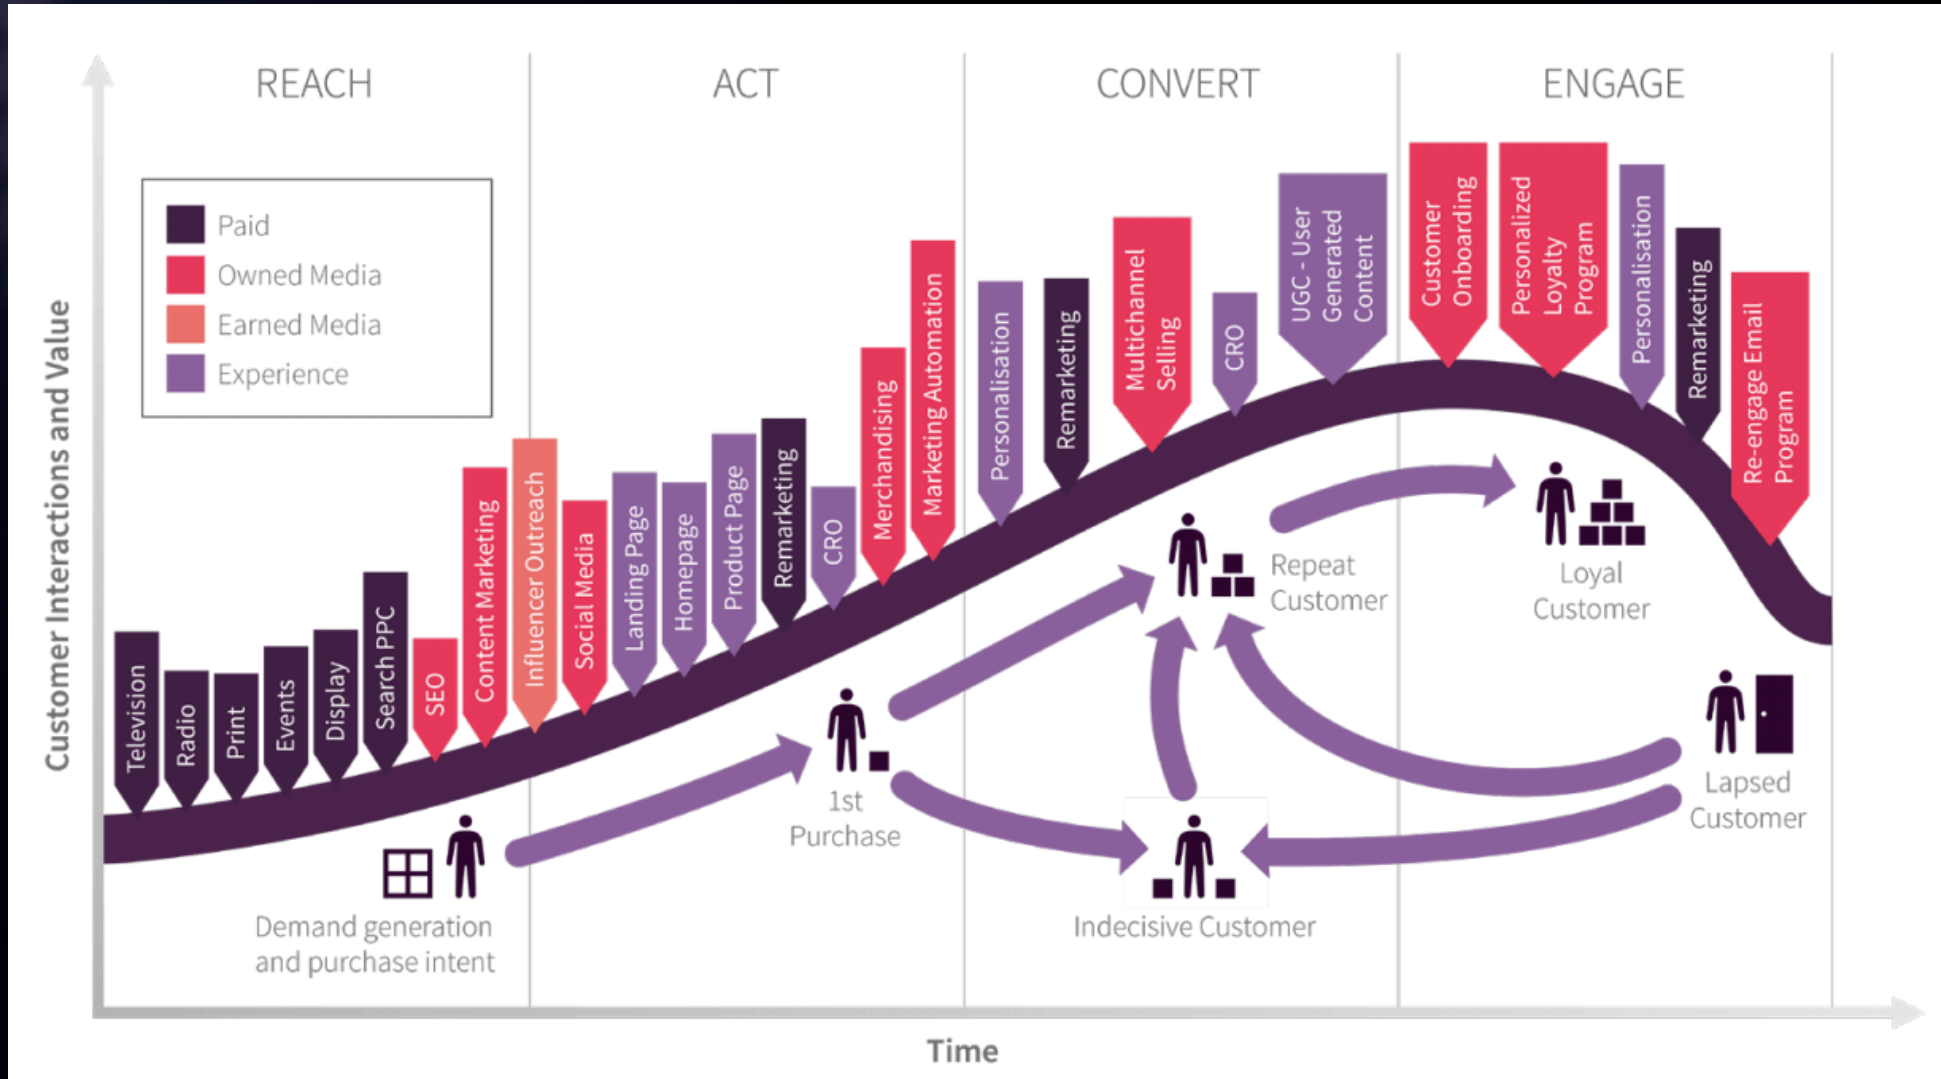 REACH
ACT
CONVERT
ENGAGE
Paid
Owned Media
Earned Media
Experience
Customer Interactions and Value
Television
Radio
Print
Events
Display
Search PPC
SEO
Content Marketing
Influencer Outreach
Social Media
Landing Page
Homepage
Product Page
Remarketing
CRO
Merchandising
Marketing Automation
Personalisation
Remarketing
Multichannel
Selling
CRO
UGC - User
Generated
Content
Customer
Onboarding
Personalized
Loyalty
Program
Personalisation
Remarketing
Re-engage Email
Program
Demand generation
and purchase intent
1st
Purchase
Repeat
Customer
Indecisive Customer
Loyal
Customer
Lapsed
Customer
Time